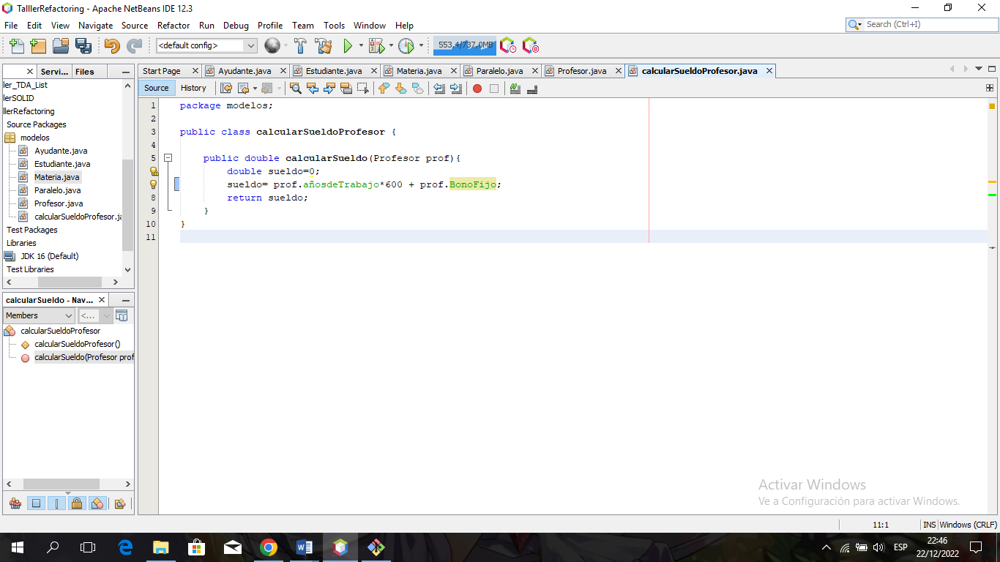 TalllerRefactoring - Apache NetBeans IDE 12.3
File Edit View Navigate Source Refactor Run Debug Profile Team Tools Window Help
Search (Ctrl+I)
<default config>
553,4/737,0MB
Servi... Files
Start Page Ayudante.java Estudiante.java Materia.java Paralelo.java Profesor.java calcularSueldoProfesor.java
Source History
ler_TDA_List
lerSOLID
llerRefactoring
Source Packages
modelos
Ayudante.java
Estudiante.java
Materia.java
Paralelo.java
Profesor.java
calcularSueldoProfesor.ja
Test Packages
Libraries
JDK 16 (Default)
Test Libraries
1 package modelos;
2
3 public class calcularSueldoProfesor {
4
5 public double calcularSueldo(Profesor prof){
double sueldo=0;
sueldo= prof.añosdeTrabajo*600 + prof.BonoFijo;
8 return sueldo;
9 }
10 }
11
calcularSueldo - Nav...
Members <...
calcularSueldoProfesor
calcularSueldoProfesor()
calcularSueldo(Profesor prof
Activar Windows
Ve a Configuración para activar Windows.
11:1 INS Windows (CRLF)
ESP
22:46
22/12/2022